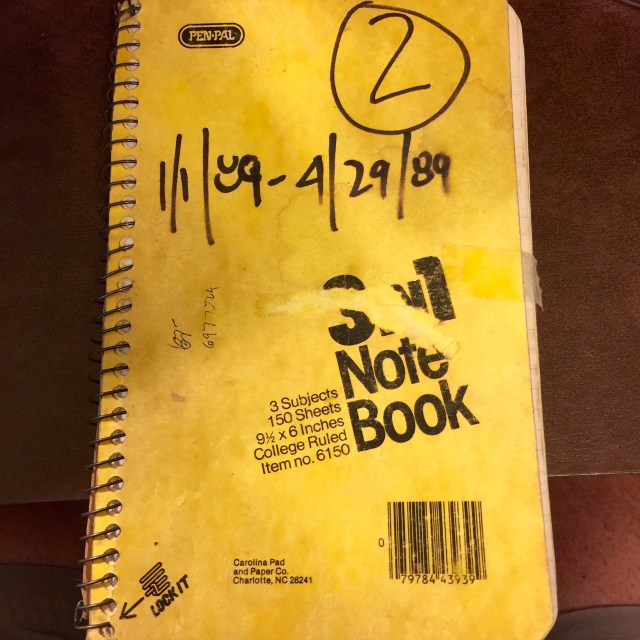 PEN·PAL
2
1/1/89-4/29/89
3 in 1
Note
Book
3 Subjects
150 Sheets
9½ x 6 Inches
College Ruled
Item no. 6150
0 79784 43939
Carolina Pad
and Paper Co.
Charlotte, NC 28241
LOCK IT